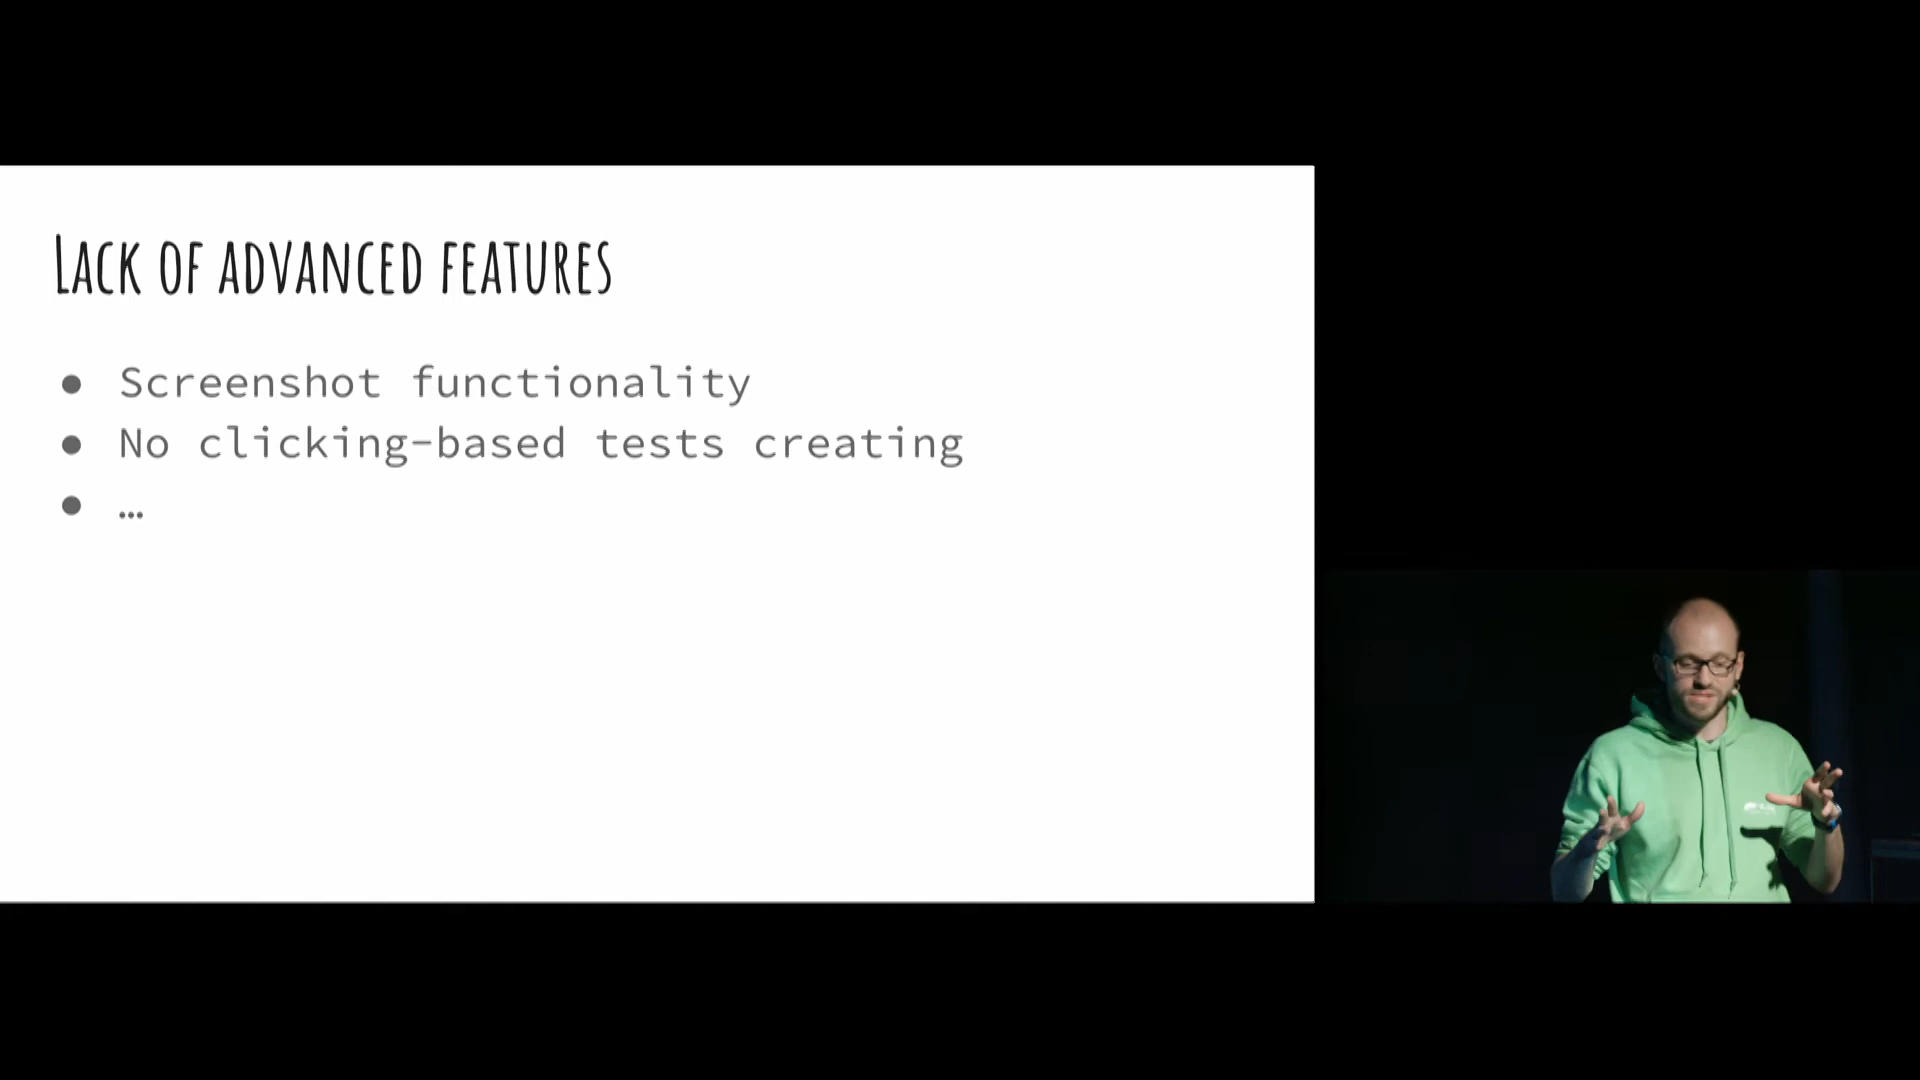 Lack of advanced features
● Screenshot functionality
● No clicking-based tests creating
● …